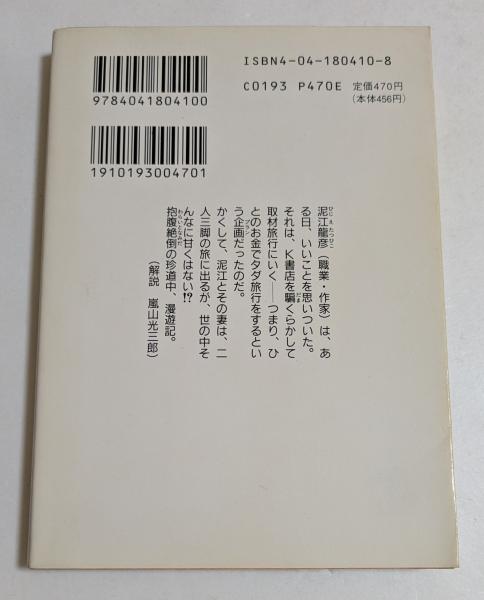 ISBN4-04-180410-8
C0193 P470E 定価470円
(本体456円)
9784041804100
1910193004701
泥江龍彦(職業・作家)は、あ
る日、いいことを思いついた。
それは、K書店を騙くらかして
取材旅行にいく――つまり、ひ
とのお金でタダ旅行をするとい
う企画だったのだ。
かくして、泥江とその妻は、二
人三脚の旅に出るが、世の中そ
んなに甘くはない!?
抱腹絶倒の珍道中、漫遊記。
(解説 嵐山光三郎)